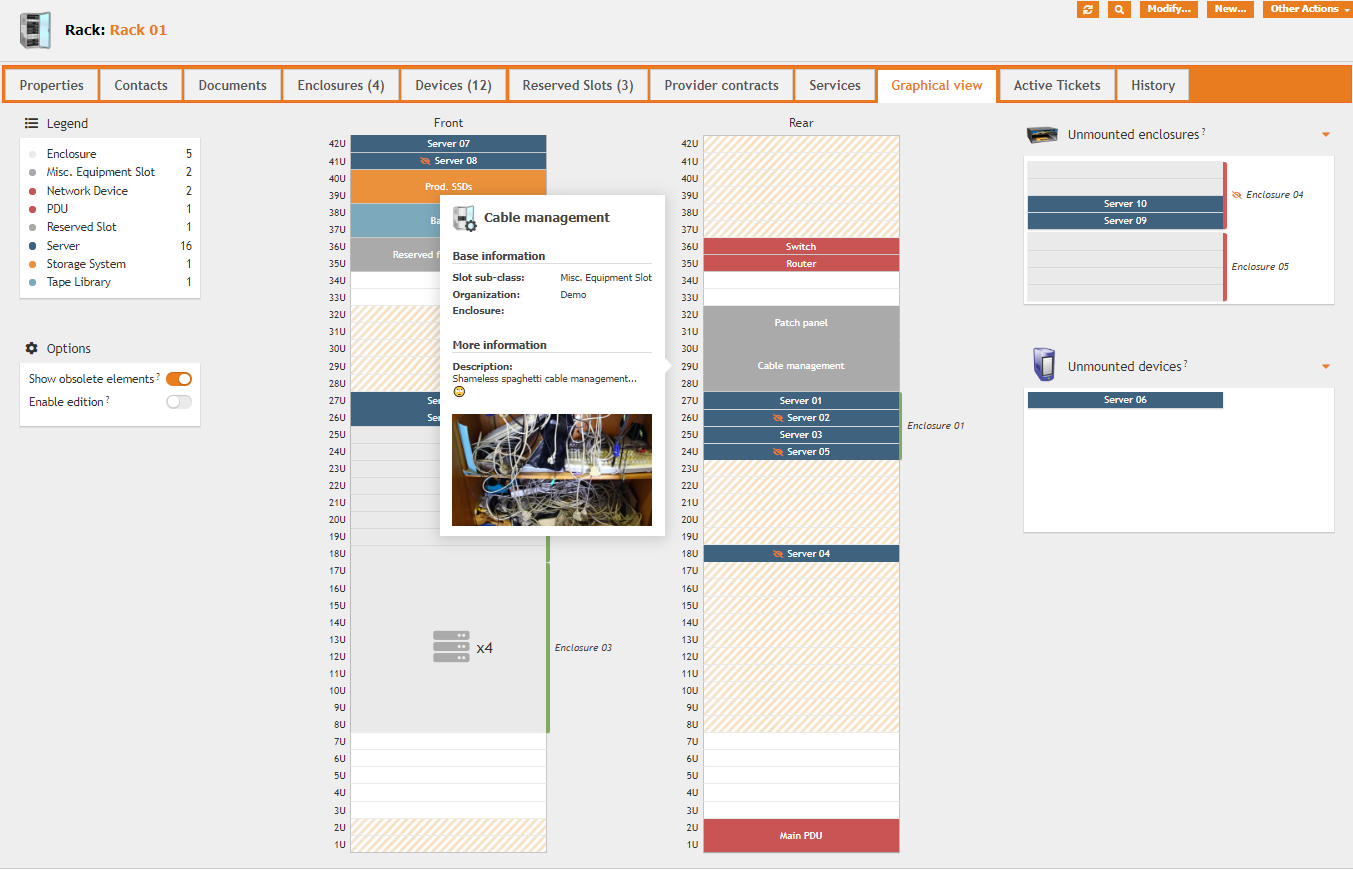 Rack: Rack 01
Modify...
New...
Other Actions
Properties
Contacts
Documents
Enclosures (4)
Devices (12)
Reserved Slots (3)
Provider contracts
Services
Graphical view
Active Tickets
History
Legend
Enclosure 5
Misc. Equipment Slot 2
Network Device 2
PDU 1
Reserved Slot 1
Server 16
Storage System 1
Tape Library 1
Options
Show obsolete elements ?
Enable edition ?
Front
42U Server 07
41U Server 08
40U
Prod. SSDs
39U
38U
Ba
37U
36U
Reserved f
35U
34U
33U
32U
31U
30U
29U
28U
27U Ser
26U Ser
25U
24U
23U
22U
21U
20U
19U
18U
17U
16U
15U
14U
13U
x4
Enclosure 03
12U
11U
10U
9U
8U
7U
6U
5U
4U
3U
2U
1U
Cable management
Base information
Slot sub-class: Misc. Equipment Slot
Organization: Demo
Enclosure:
More information
Description:
Shameless spaghetti cable management...
Rear
42U
41U
40U
39U
38U
37U
36U Switch
35U Router
34U
33U
32U
Patch panel
31U
30U
29U Cable management
28U
27U Server 01
26U Server 02
Enclosure 01
25U Server 03
24U Server 05
23U
22U
21U
20U
19U
18U Server 04
17U
16U
15U
14U
13U
12U
11U
10U
9U
8U
7U
6U
5U
4U
3U
2U
Main PDU
1U
Unmounted enclosures ?
Enclosure 04
Server 10
Server 09
Enclosure 05
Unmounted devices ?
Server 06